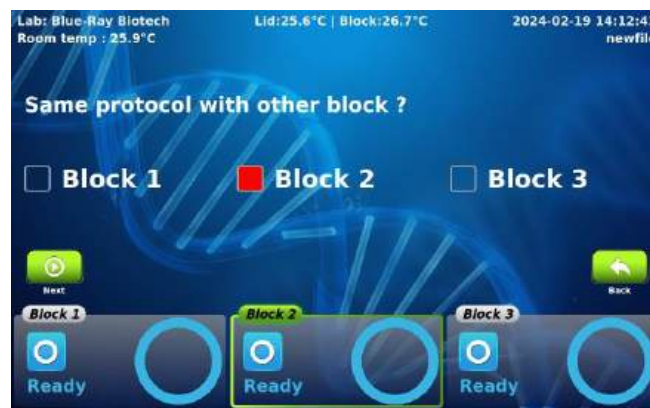 Lab: Blue-Ray Biotech
Lid:25.6°C | Block:26.7°C
2024-02-19 14:12:4
Room temp : 25.9°C
newfil
Same protocol with other block ?
Block 1
Block 2
Block 3
Next
Back
Block 1
Block 2
Block 3
Ready
Ready
Ready